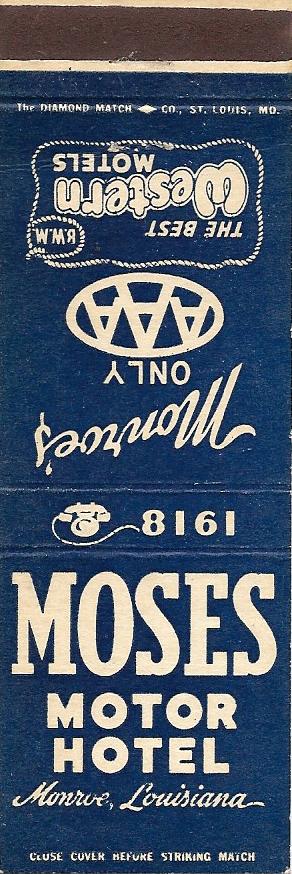 The DIAMOND MATCH CO., ST. LOUIS, MO.
Monroe's
ONLY
AAA
B.W.M.
THE BEST
Western
MOTELS
8161
MOSES
MOTOR
HOTEL
Monroe, Louisiana
CLOSE COVER BEFORE STRIKING MATCH